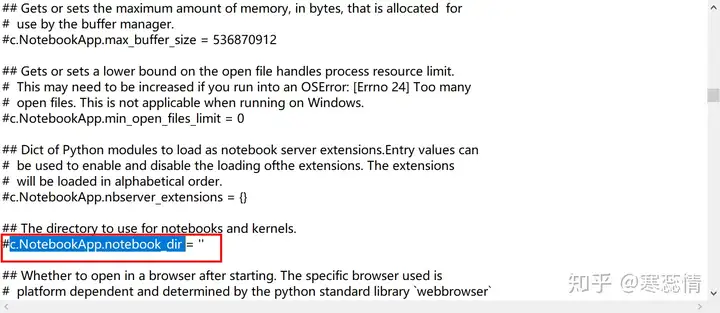 ## Gets or sets the maximum amount of memory, in bytes, that is allocated  for
#  use by the buffer manager.
#c.NotebookApp.max_buffer_size = 536870912
## Gets or sets a lower bound on the open file handles process resource limit.
#  This may need to be increased if you run into an OSError: [Errno 24] Too many
#  open files. This is not applicable when running on Windows.
#c.NotebookApp.min_open_files_limit = 0
## Dict of Python modules to load as notebook server extensions.Entry values can
#  be used to enable and disable the loading ofthe extensions. The extensions
#  will be loaded in alphabetical order.
#c.NotebookApp.nbserver_extensions = {}
## The directory to use for notebooks and kernels.
#c.NotebookApp.notebook_dir = ''
## Whether to open in a browser after starting. The specific browser used is
#  platform dependent and determined by the python standard library `webbrowser`
知乎 @寒蕊情